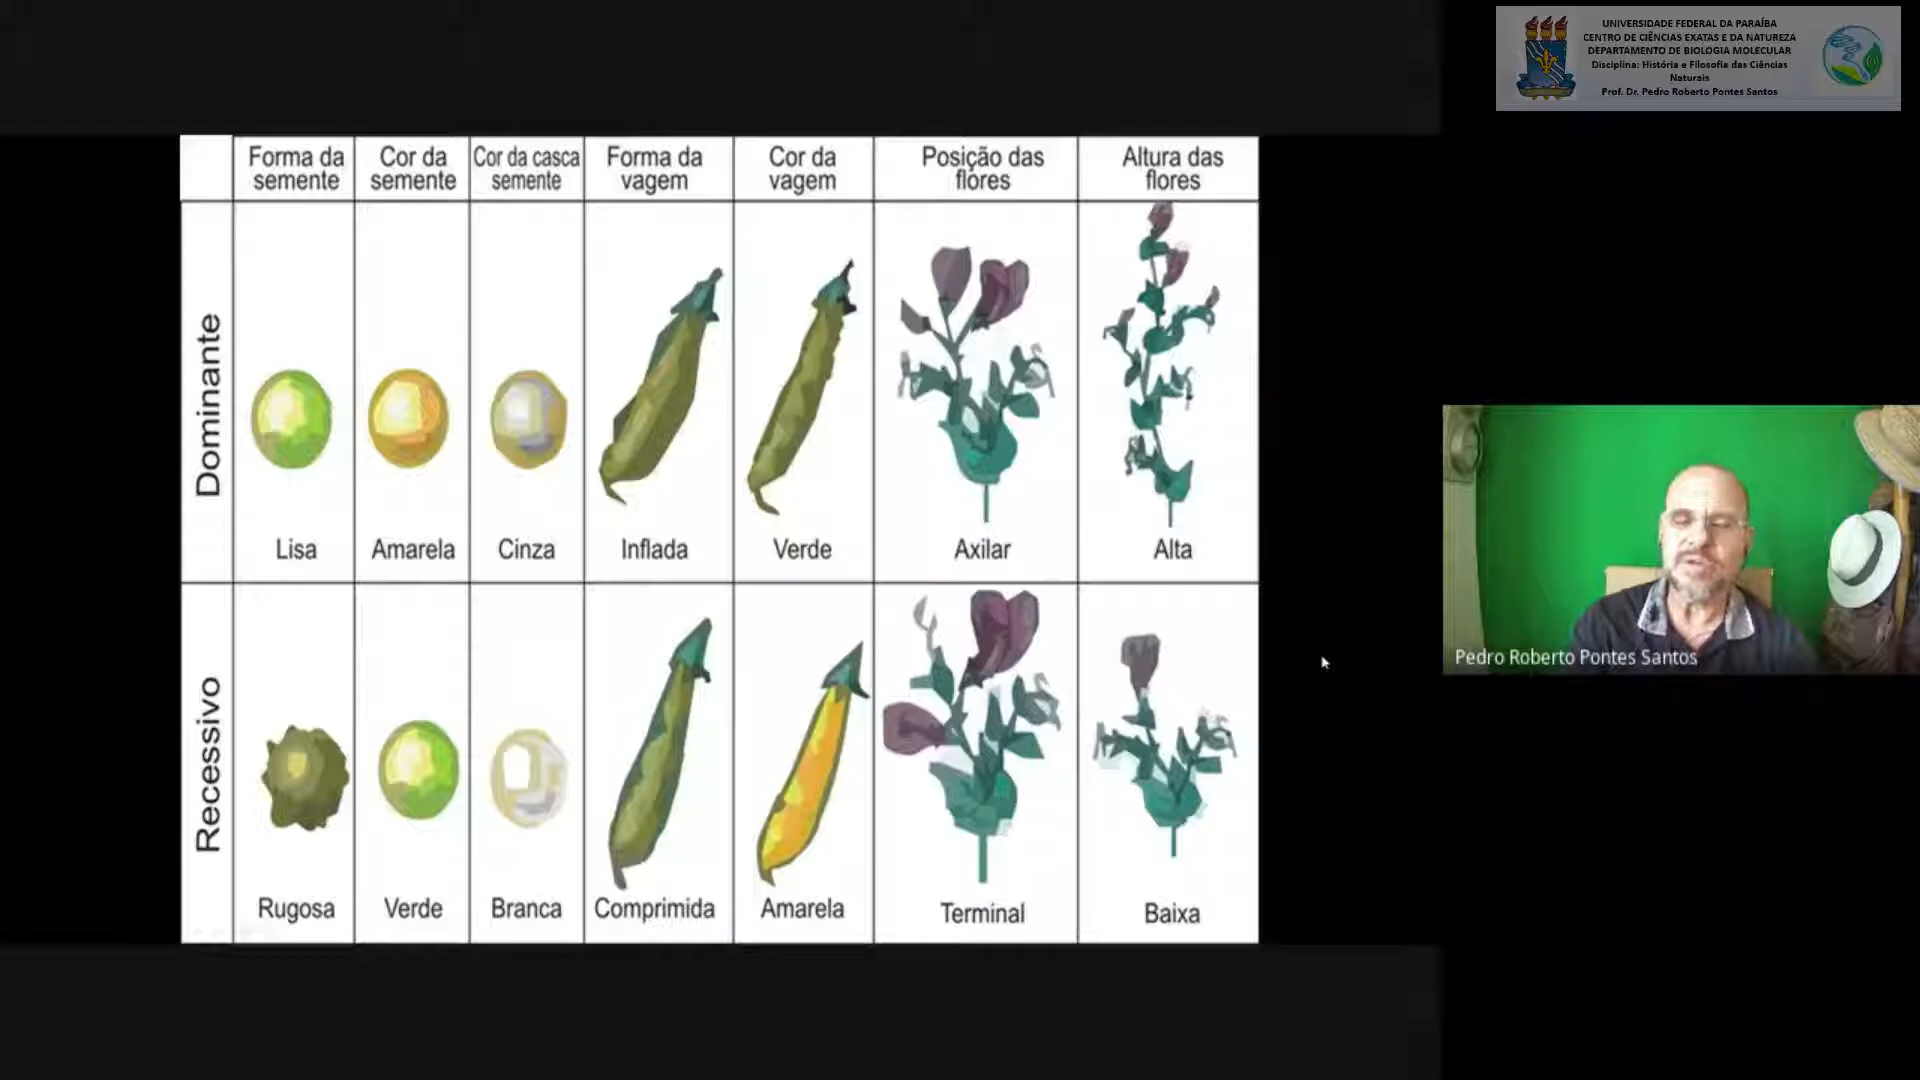 UNIVERSIDADE FEDERAL DA PARAÍBA
CENTRO DE CIÊNCIAS EXATAS E DA NATUREZA
DEPARTAMENTO DE BIOLOGIA MOLECULAR
Disciplina: História e Filosofia das Ciências
Naturais
Prof. Dr. Pedro Roberto Pontes Santos
Forma da
semente
Cor da
semente
Cor da casca
semente
Forma da
vagem
Cor da
vagem
Posição das
flores
Altura das
flores
Dominante
Lisa
Amarela
Cinza
Inflada
Verde
Axilar
Alta
Recessivo
Rugosa
Verde
Branca
Comprimida
Amarela
Terminal
Baixa
Pedro Roberto Pontes Santos